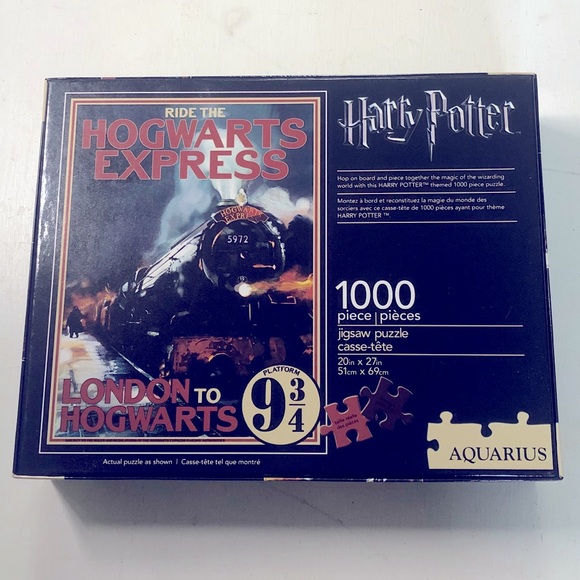 RIDE THE
HOGWARTS
EXPRESS
HOGWARTS
EXPRESS
5972
LONDON TO
HOGWARTS
PLATFORM
9 3/4
Actual puzzle as shown | Casse-tête tel que montré
Harry Potter
Hop on board and piece together the magic of the wizarding
world with this HARRY POTTER™ themed 1000 piece puzzle.
Montez à bord et reconstituez la magie du monde des
sorciers avec ce casse-tête de 1000 pièces ayant pour thème
HARRY POTTER ™
1000
piece | pièces
jigsaw puzzle
casse-tête
20in x 27in
51cm x 69cm
AQUARIUS